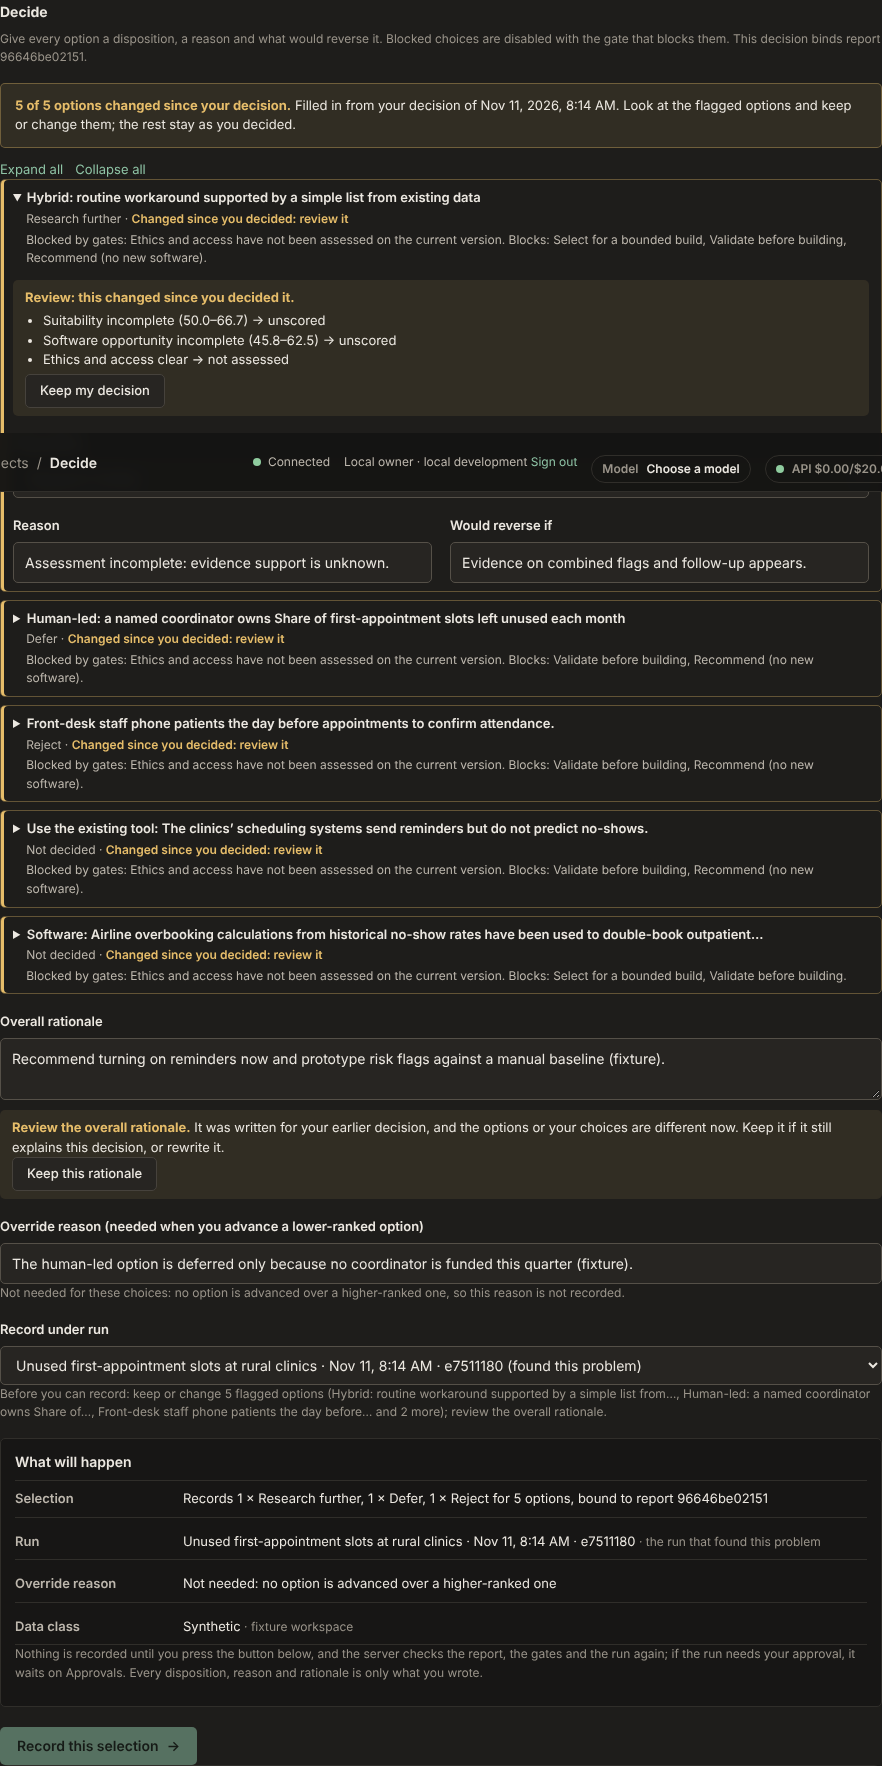 Decide
Give every option a disposition, a reason and what would reverse it. Blocked choices are disabled with the gate that blocks them. This decision binds report
96646be02151.
5 of 5 options changed since your decision. Filled in from your decision of Nov 11, 2026, 8:14 AM. Look at the flagged options and keep
or change them; the rest stay as you decided.
Expand all Collapse all
▼ Hybrid: routine workaround supported by a simple list from existing data
Research further · Changed since you decided: review it
Blocked by gates: Ethics and access have not been assessed on the current version. Blocks: Select for a bounded build, Validate before building,
Recommend (no new software).
Review: this changed since you decided it.
• Suitability incomplete (50.0–66.7) → unscored
• Software opportunity incomplete (45.8–62.5) → unscored
• Ethics and access clear → not assessed
Keep my decision
ects / Decide
Connected Local owner · local development Sign out Model Choose a model API $0.00/$20.
Reason Would reverse if
Assessment incomplete: evidence support is unknown. Evidence on combined flags and follow-up appears.
▶ Human-led: a named coordinator owns Share of first-appointment slots left unused each month
Defer · Changed since you decided: review it
Blocked by gates: Ethics and access have not been assessed on the current version. Blocks: Validate before building, Recommend (no new
software).
▶ Front-desk staff phone patients the day before appointments to confirm attendance.
Reject · Changed since you decided: review it
Blocked by gates: Ethics and access have not been assessed on the current version. Blocks: Validate before building, Recommend (no new
software).
▶ Use the existing tool: The clinics’ scheduling systems send reminders but do not predict no-shows.
Not decided · Changed since you decided: review it
Blocked by gates: Ethics and access have not been assessed on the current version. Blocks: Validate before building, Recommend (no new
software).
▶ Software: Airline overbooking calculations from historical no-show rates have been used to double-book outpatient…
Not decided · Changed since you decided: review it
Blocked by gates: Ethics and access have not been assessed on the current version. Blocks: Select for a bounded build, Validate before building.
Overall rationale
Recommend turning on reminders now and prototype risk flags against a manual baseline (fixture).
Review the overall rationale. It was written for your earlier decision, and the options or your choices are different now. Keep it if it still
explains this decision, or rewrite it.
Keep this rationale
Override reason (needed when you advance a lower-ranked option)
The human-led option is deferred only because no coordinator is funded this quarter (fixture).
Not needed for these choices: no option is advanced over a higher-ranked one, so this reason is not recorded.
Record under run
Unused first-appointment slots at rural clinics · Nov 11, 8:14 AM · e7511180 (found this problem)
Before you can record: keep or change 5 flagged options (Hybrid: routine workaround supported by a simple list from…, Human-led: a named coordinator
owns Share of…, Front-desk staff phone patients the day before… and 2 more); review the overall rationale.
What will happen
Selection Records 1 × Research further, 1 × Defer, 1 × Reject for 5 options, bound to report 96646be02151
Run Unused first-appointment slots at rural clinics · Nov 11, 8:14 AM · e7511180 · the run that found this problem
Override reason Not needed: no option is advanced over a higher-ranked one
Data class Synthetic · fixture workspace
Nothing is recorded until you press the button below, and the server checks the report, the gates and the run again; if the run needs your approval, it
waits on Approvals. Every disposition, reason and rationale is only what you wrote.
Record this selection →